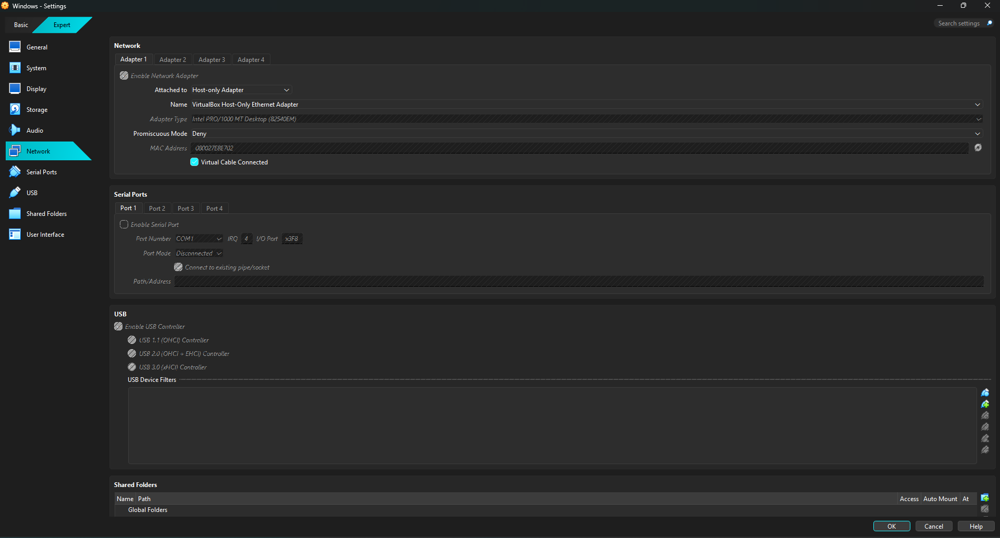 Windows - Settings
Basic Expert
Search settings
General
System
Display
Storage
Audio
Network
Serial Ports
USB
Shared Folders
User Interface
Network
Adapter 1 Adapter 2 Adapter 3 Adapter 4
Enable Network Adapter
Attached to Host-only Adapter
Name VirtualBox Host-Only Ethernet Adapter
Adapter Type Intel PRO/1000 MT Desktop (82540EM)
Promiscuous Mode Deny
MAC Address 080027E8E702
Virtual Cable Connected
Serial Ports
Port 1 Port 2 Port 3 Port 4
Enable Serial Port
Port Number COM1 IRQ 4 I/O Port x3F8
Port Mode Disconnected
Connect to existing pipe/socket
Path/Address
USB
Enable USB Controller
USB 1.1 (OHCI) Controller
USB 2.0 (OHCI + EHCI) Controller
USB 3.0 (xHCI) Controller
USB Device Filters
Shared Folders
Name Path Access Auto Mount At
Global Folders
OK Cancel Help